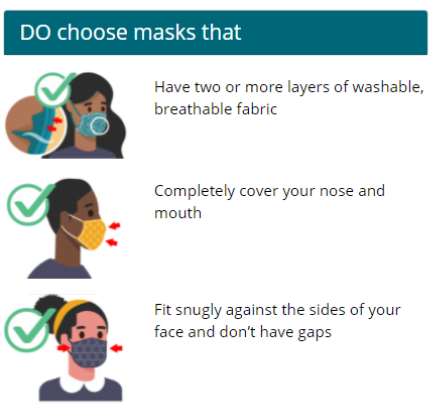 DO choose masks that
Have two or more layers of washable,
breathable fabric
Completely cover your nose and
mouth
Fit snugly against the sides of your
face and don’t have gaps